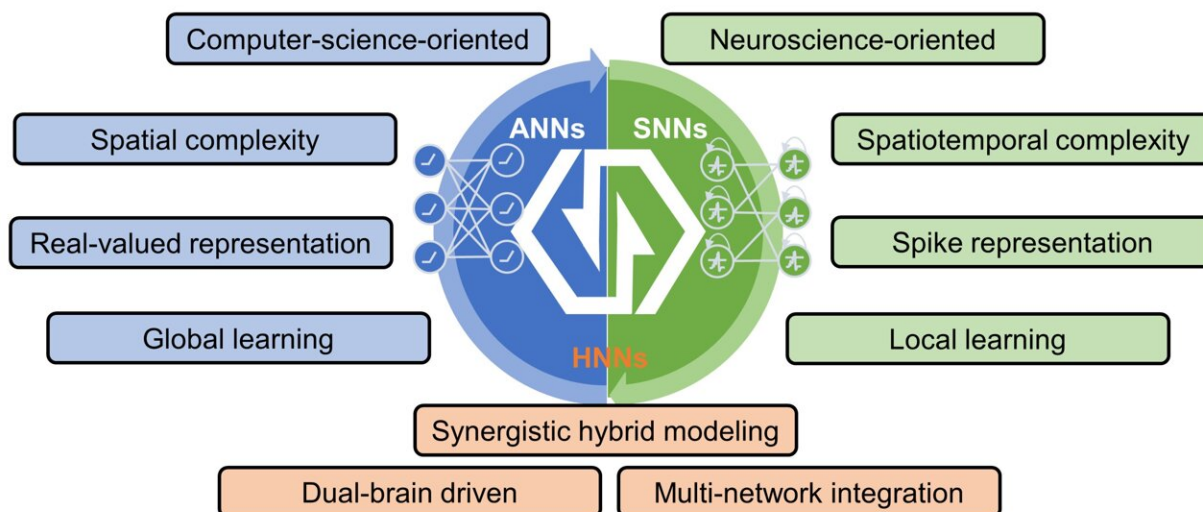 Computer-science-oriented
Neuroscience-oriented
ANNs
SNNs
Spatial complexity
Spatiotemporal complexity
Real-valued representation
Spike representation
Global learning
Local learning
HNNs
Synergistic hybrid modeling
Dual-brain driven
Multi-network integration